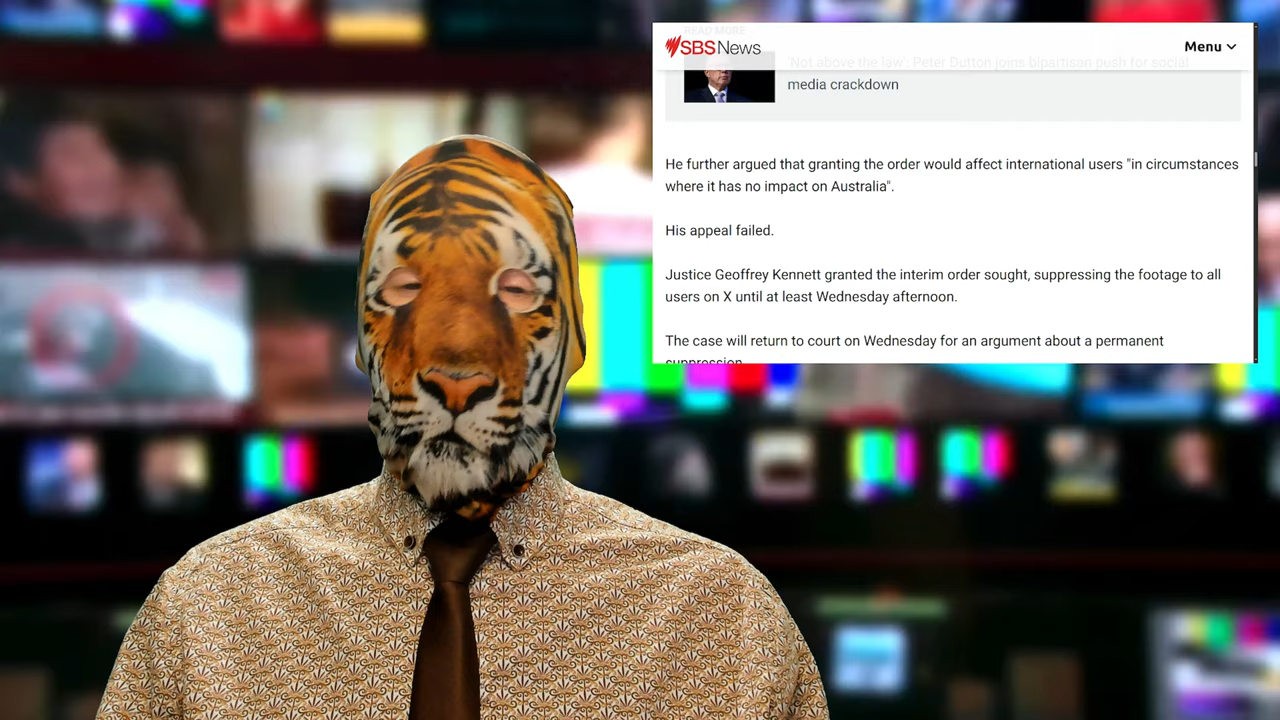 READ MORE
SBS News
Menu
'Not above the law': Peter Dutton joins bipartisan push for social
media crackdown
He further argued that granting the order would affect international users "in circumstances
where it has no impact on Australia".
His appeal failed.
Justice Geoffrey Kennett granted the interim order sought, suppressing the footage to all
users on X until at least Wednesday afternoon.
The case will return to court on Wednesday for an argument about a permanent
suppression.